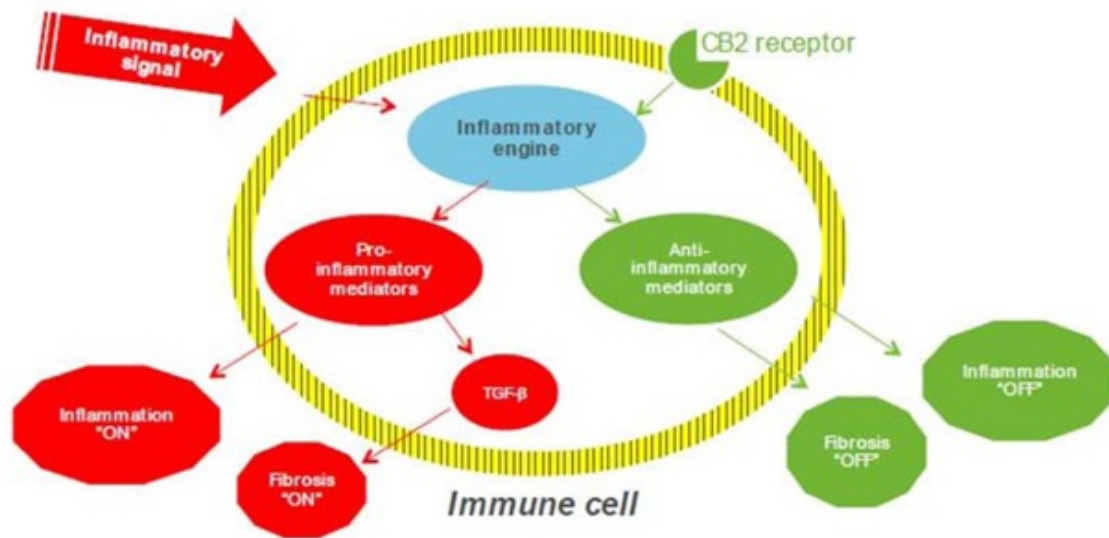 Inflammatory
signal
CB2 receptor
Inflammatory
engine
Pro-
inflammatory
mediators
Anti-
inflammatory
mediators
Inflammation
"ON"
TGF-β
Inflammation
"OFF"
Fibrosis
"OFF"
Fibrosis
"ON"
Immune cell